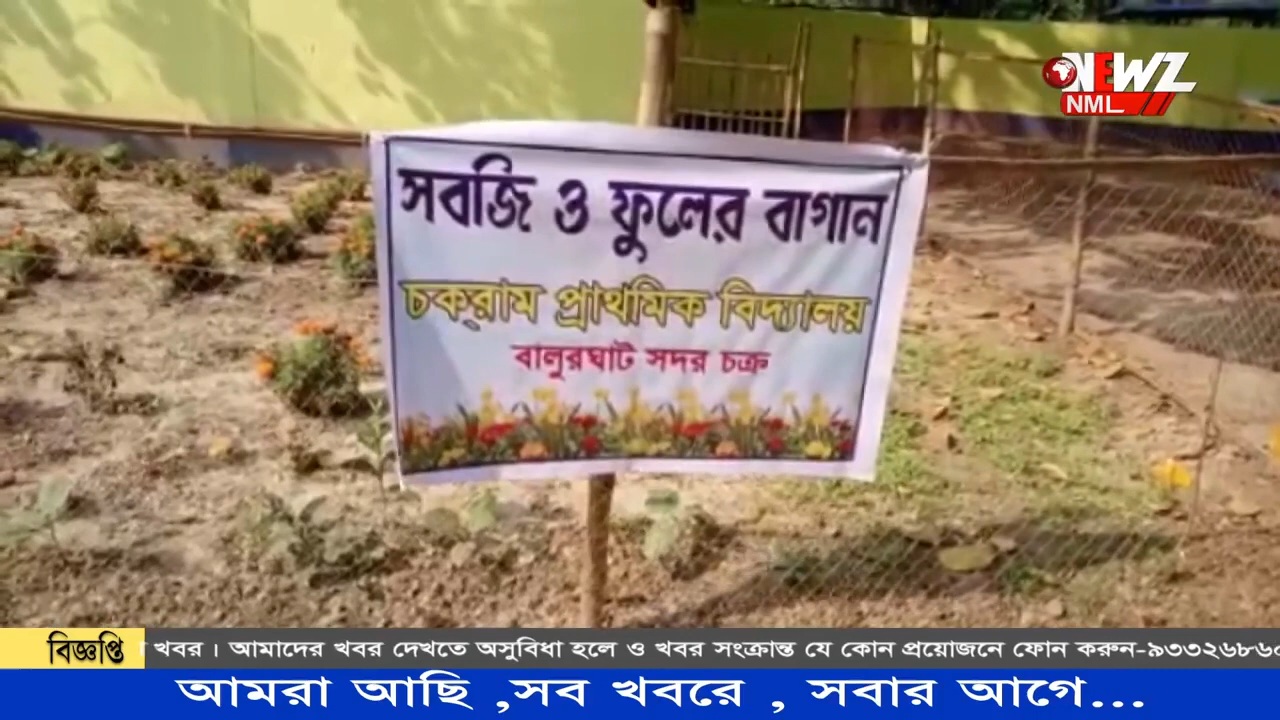 NEWZ
NML
সবজি ও ফুলের বাগান
চক্‌রাম প্রাথমিক বিদ্যালয়
বালুরঘাট সদর চক্র
বিজ্ঞপ্তি
খবর । আমাদের খবর দেখতে অসুবিধা হলে ও খবর সংক্রান্ত যে কোন প্রয়োজনে ফোন করুন-৯৩৩২৬৮৬
আমরা আছি ,সব খবরে , সবার আগে...